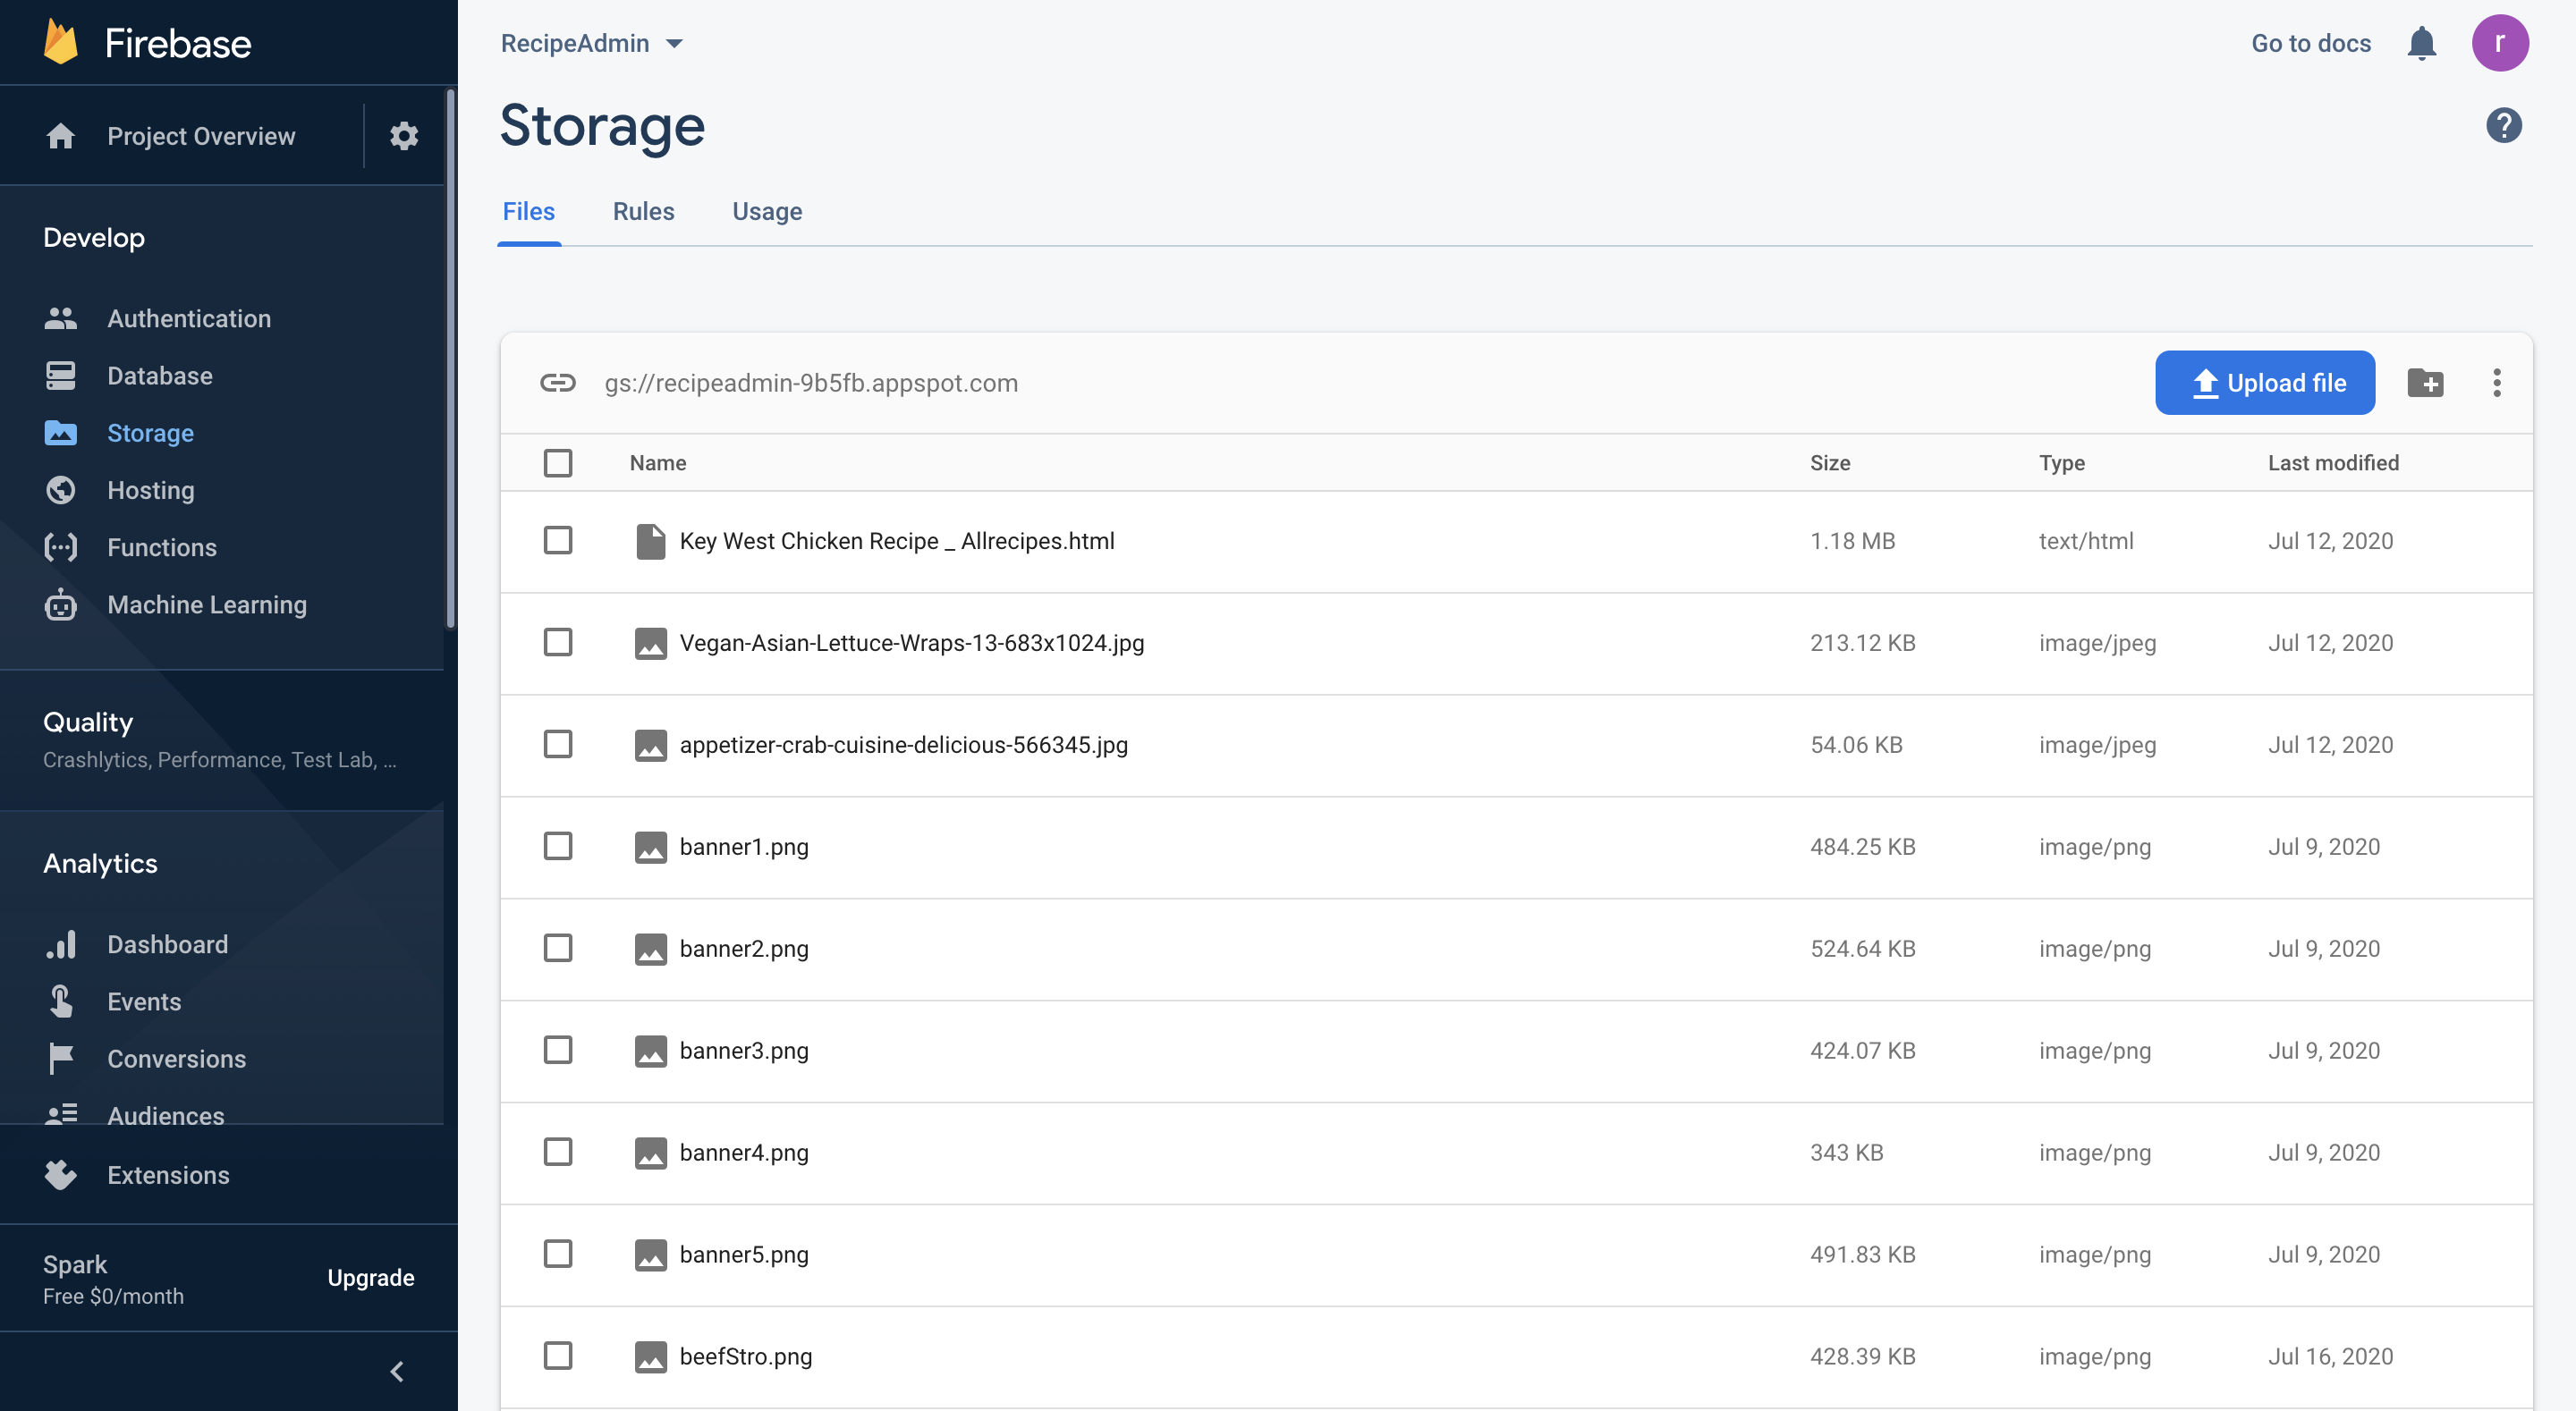 Firebase
Project Overview
Develop
Authentication
Database
Storage
Hosting
Functions
Machine Learning
Quality
Crashlytics, Performance, Test Lab, ...
Analytics
Dashboard
Events
Conversions
Audiences
Extensions
Spark
Free $0/month
Upgrade
RecipeAdmin
Go to docs
r
Storage
?
Files Rules Usage
gs://recipeadmin-9b5fb.appspot.com
Upload file
Name Size Type Last modified
Key West Chicken Recipe _ Allrecipes.html 1.18 MB text/html Jul 12, 2020
Vegan-Asian-Lettuce-Wraps-13-683x1024.jpg 213.12 KB image/jpeg Jul 12, 2020
appetizer-crab-cuisine-delicious-566345.jpg 54.06 KB image/jpeg Jul 12, 2020
banner1.png 484.25 KB image/png Jul 9, 2020
banner2.png 524.64 KB image/png Jul 9, 2020
banner3.png 424.07 KB image/png Jul 9, 2020
banner4.png 343 KB image/png Jul 9, 2020
banner5.png 491.83 KB image/png Jul 9, 2020
beefStro.png 428.39 KB image/png Jul 16, 2020